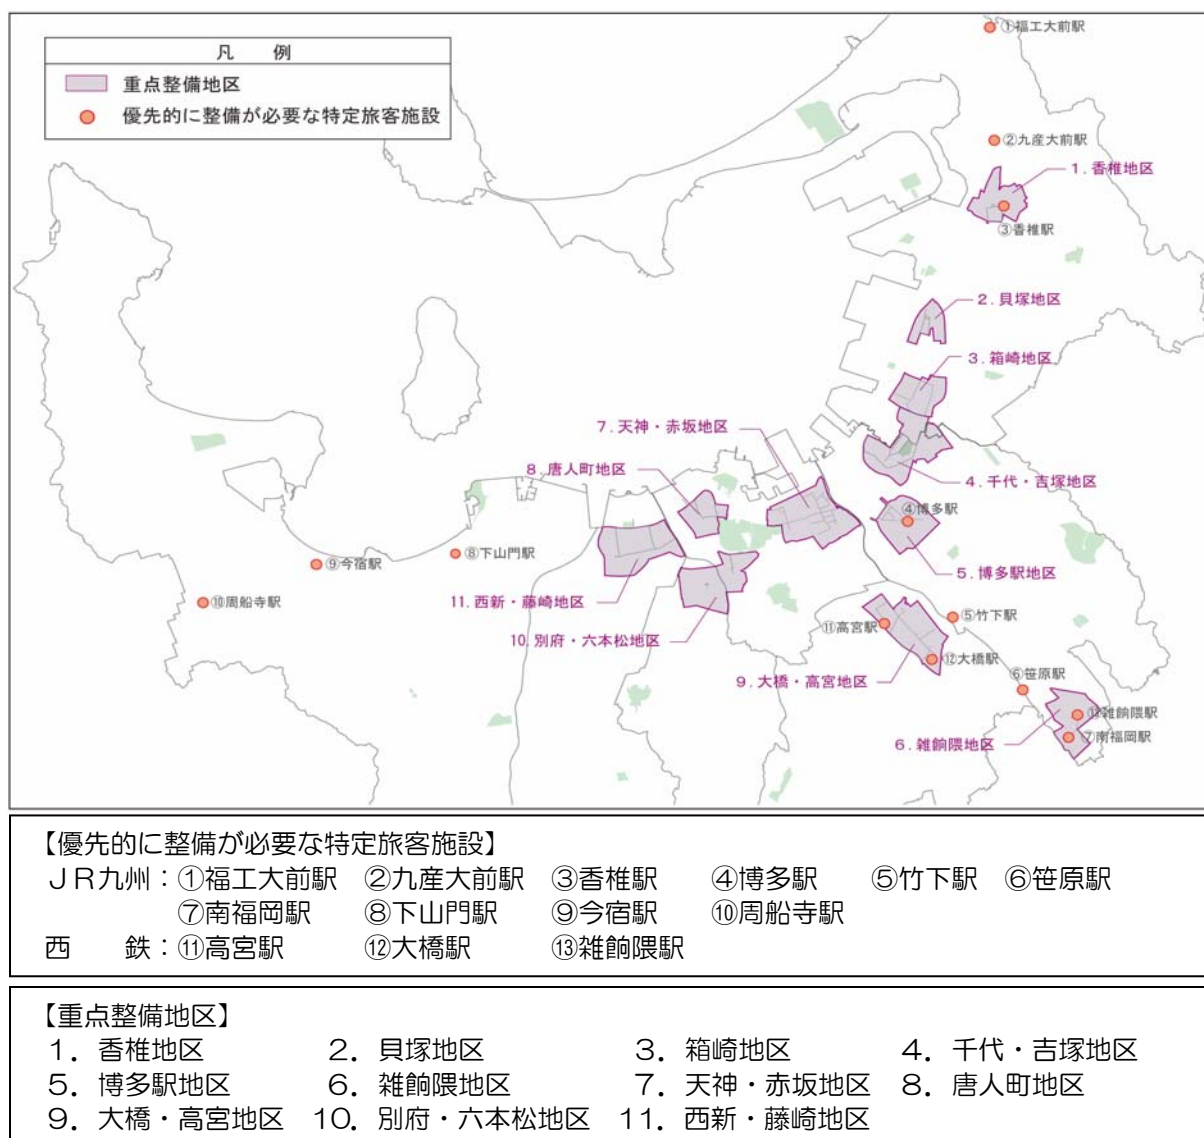 凡 例
重点整備地区
優先的に整備が必要な特定旅客施設
①福工大前駅
②九産大前駅
1.香椎地区
③香椎駅
2.貝塚地区
3.箱崎地区
7.天神・赤坂地区
8.唐人町地区
4.千代・吉塚地区
④博多駅
⑧下山門駅
⑨今宿駅
5.博多駅地区
⑩周船寺駅
11.西新・藤崎地区
⑤竹下駅
⑪高宮駅
10.別府・六本松地区
⑫大橋駅
⑥笹原駅
9.大橋・高宮地区
⑬雑餉隈駅
⑦南福岡駅
6.雑餉隈地区
【優先的に整備が必要な特定旅客施設】
JR九州:①福工大前駅 ②九産大前駅 ③香椎駅 ④博多駅 ⑤竹下駅 ⑥笹原駅
⑦南福岡駅 ⑧下山門駅 ⑨今宿駅 ⑩周船寺駅
西 鉄:⑪高宮駅 ⑫大橋駅 ⑬雑餉隈駅
【重点整備地区】
1.香椎地区 2.貝塚地区 3.箱崎地区 4.千代・吉塚地区
5.博多駅地区 6.雑餉隈地区 7.天神・赤坂地区 8.唐人町地区
9.大橋・高宮地区 10.別府・六本松地区 11.西新・藤崎地区